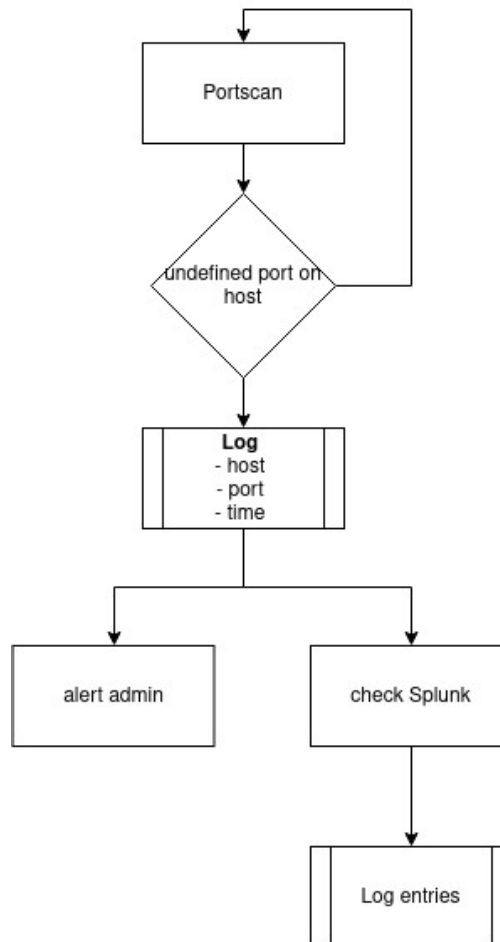 Portscan
undefined port on
host
Log
- host
- port
- time
alert admin
check Splunk
Log entries